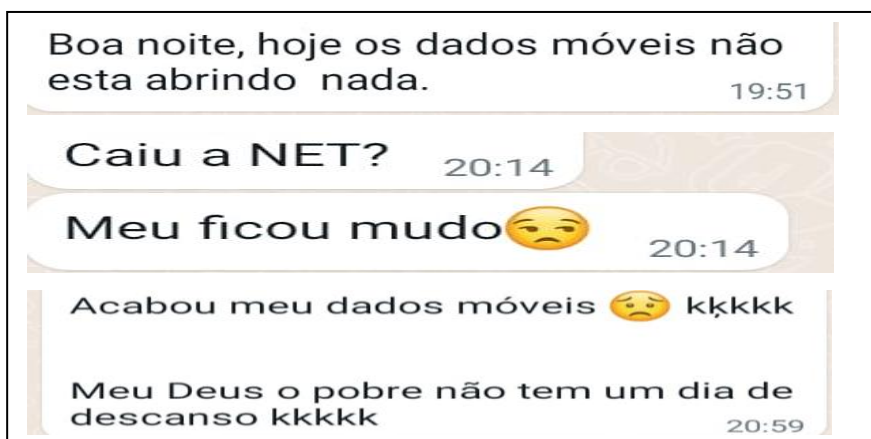 Boa noite, hoje os dados móveis não
esta abrindo nada.
19:51
Caiu a NET?
20:14
Meu ficou mudo😒
20:14
Acabou meu dados móveis 😟 kķkkk
Meu Deus o pobre não tem um dia de
descanso kkkkk
20:59